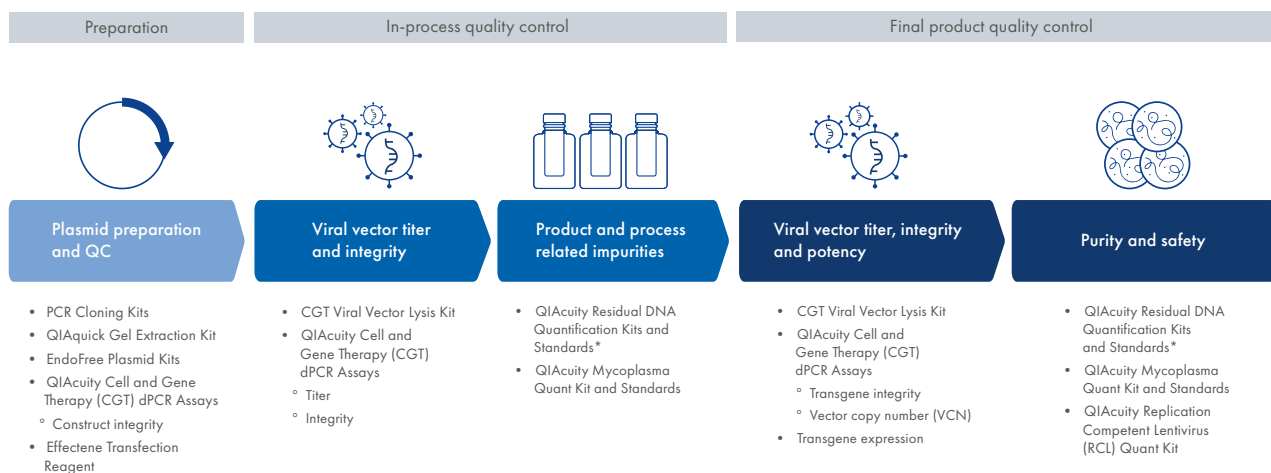 Preparation
In-process quality control
Final product quality control
Plasmid preparation
and QC
Viral vector titer
and integrity
Product and process
related impurities
Viral vector titer, integrity
and potency
Purity and safety
• PCR Cloning Kits
• QIAquick Gel Extraction Kit
• EndoFree Plasmid Kits
• QIAcuity Cell and Gene
Therapy (CGT) dPCR Assays
° Construct integrity
• Effectene Transfection
Reagent
• CGT Viral Vector Lysis Kit
• QIAcuity Cell and
Gene Therapy (CGT)
dPCR Assays
° Titer
° Integrity
• QIAcuity Residual DNA
Quantification Kits and
Standards*
• QIAcuity Mycoplasma
Quant Kit and Standards
• CGT Viral Vector Lysis Kit
• QIAcuity Cell and
Gene Therapy (CGT)
dPCR Assays
° Transgene integrity
° Vector copy number (VCN)
• Transgene expression
• QIAcuity Residual DNA
Quantification Kits
and Standards*
• QIAcuity Mycoplasma
Quant Kit and Standards
• QIAcuity Replication
Competent Lentivirus
(RCL) Quant Kit